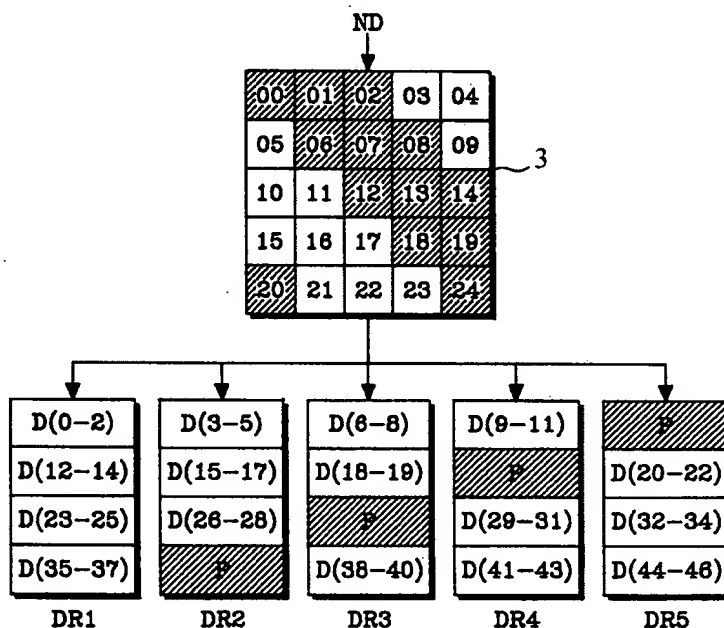 ND
00 01 02 03 04
05 06 07 08 09
3
10 11 12 13 14
15 16 17 18 19
20 21 22 23 24
D(0-2) D(3-5) D(6-8) D(9-11) P
D(12-14) D(15-17) D(18-19) P D(20-22)
D(23-25) D(26-28) P D(29-31) D(32-34)
D(35-37) P D(38-40) D(41-43) D(44-46)
DR1 DR2 DR3 DR4 DR5